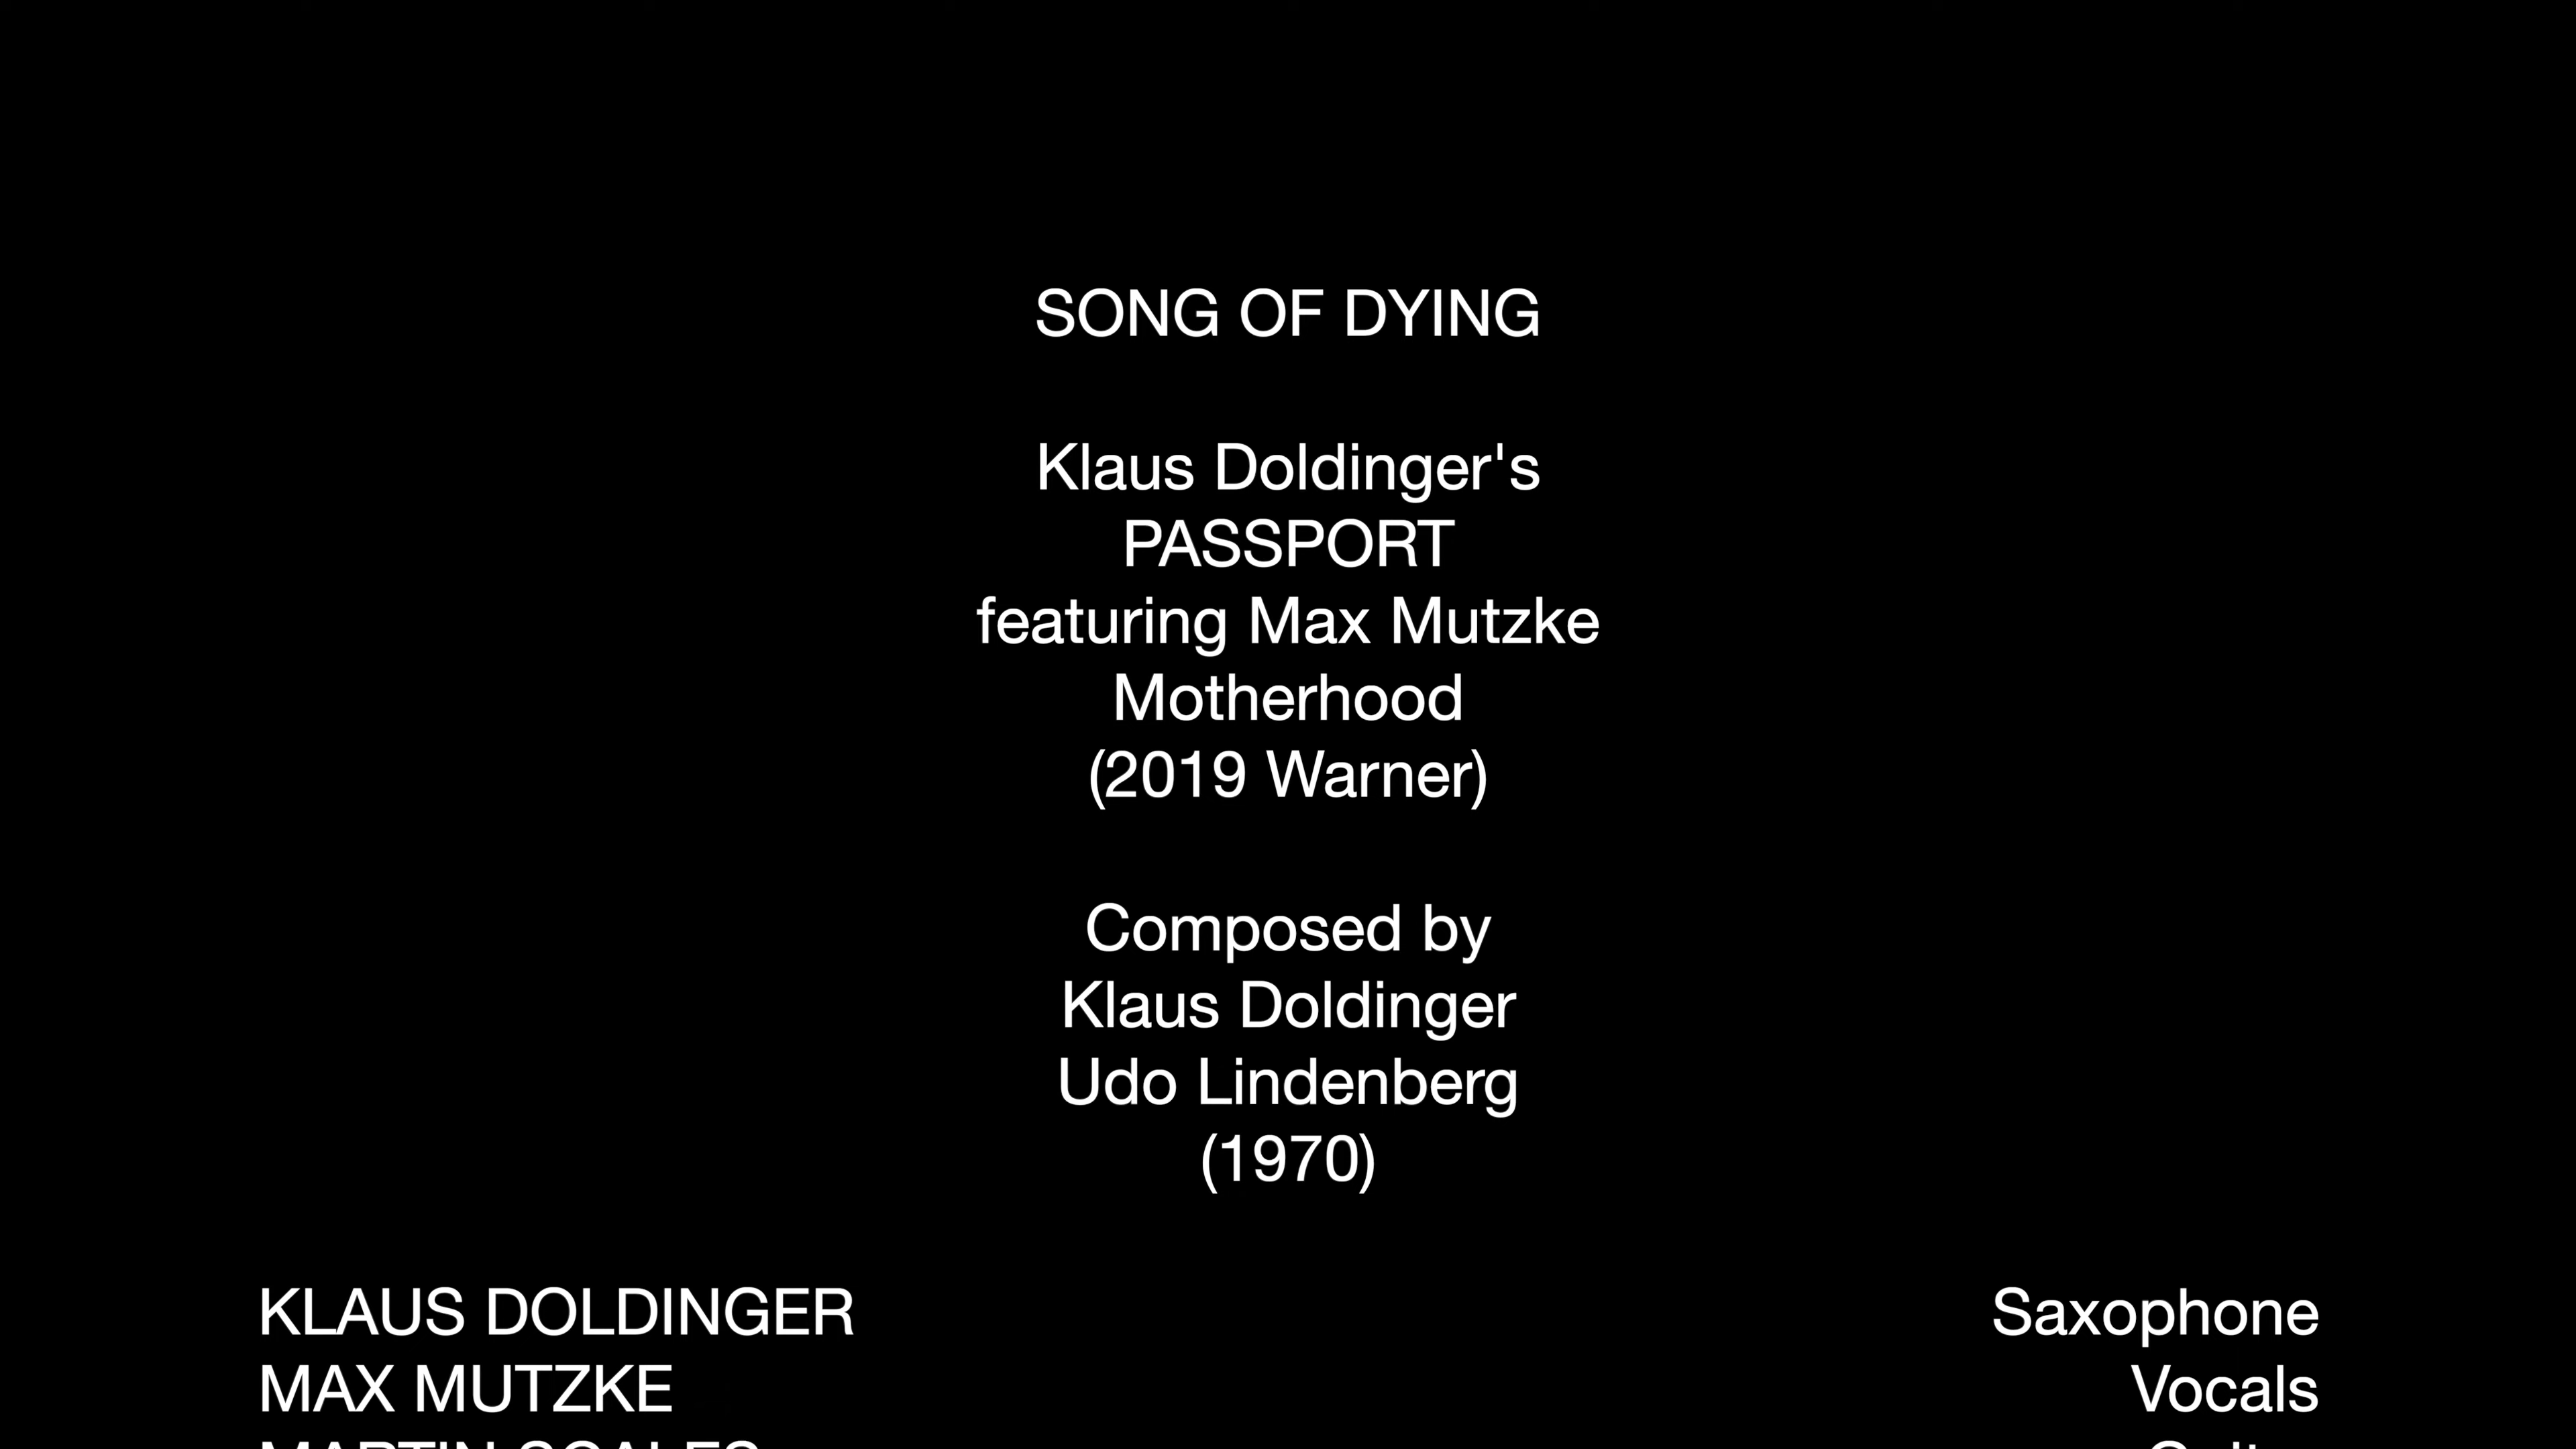 SONG OF DYING
Klaus Doldinger's
PASSPORT
featuring Max Mutzke
Motherhood
(2019 Warner)
Composed by
Klaus Doldinger
Udo Lindenberg
(1970)
KLAUS DOLDINGER Saxophone
MAX MUTZKE Vocals